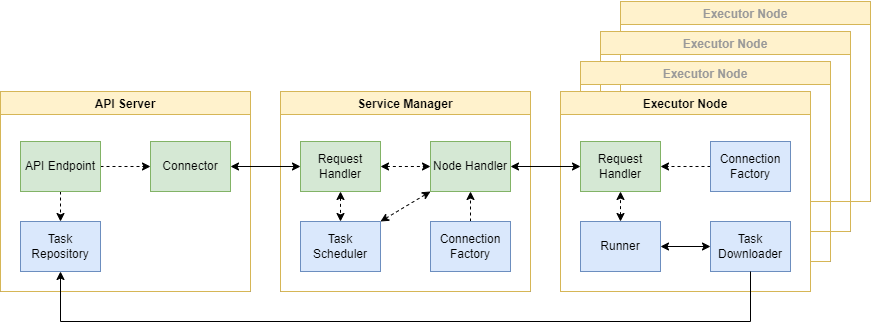 Executor Node
Executor Node
Executor Node
API Server
Service Manager
Executor Node
API Endpoint
Connector
Request
Handler
Node Handler
Request
Handler
Connection
Factory
Task
Repository
Task
Scheduler
Connection
Factory
Runner
Task
Downloader